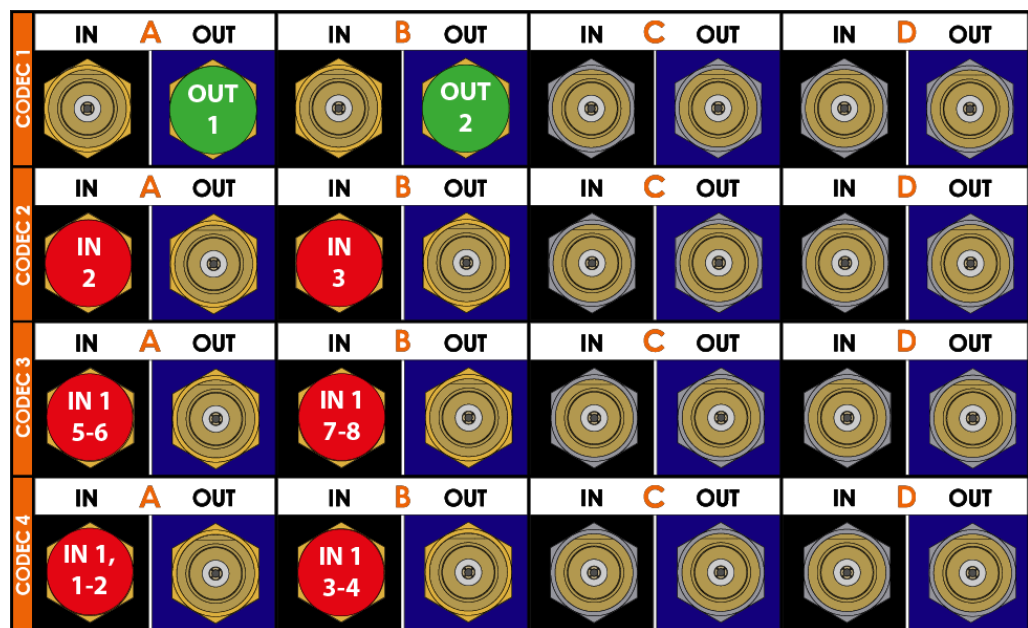 CODEC 1
IN A OUT IN B OUT IN C OUT IN D OUT
OUT
1
OUT
2
CODEC 2
IN A OUT IN B OUT IN C OUT IN D OUT
IN
2
IN
3
CODEC 3
IN A OUT IN B OUT IN C OUT IN D OUT
IN 1
5-6
IN 1
7-8
CODEC 4
IN A OUT IN B OUT IN C OUT IN D OUT
IN 1,
1-2
IN 1
3-4